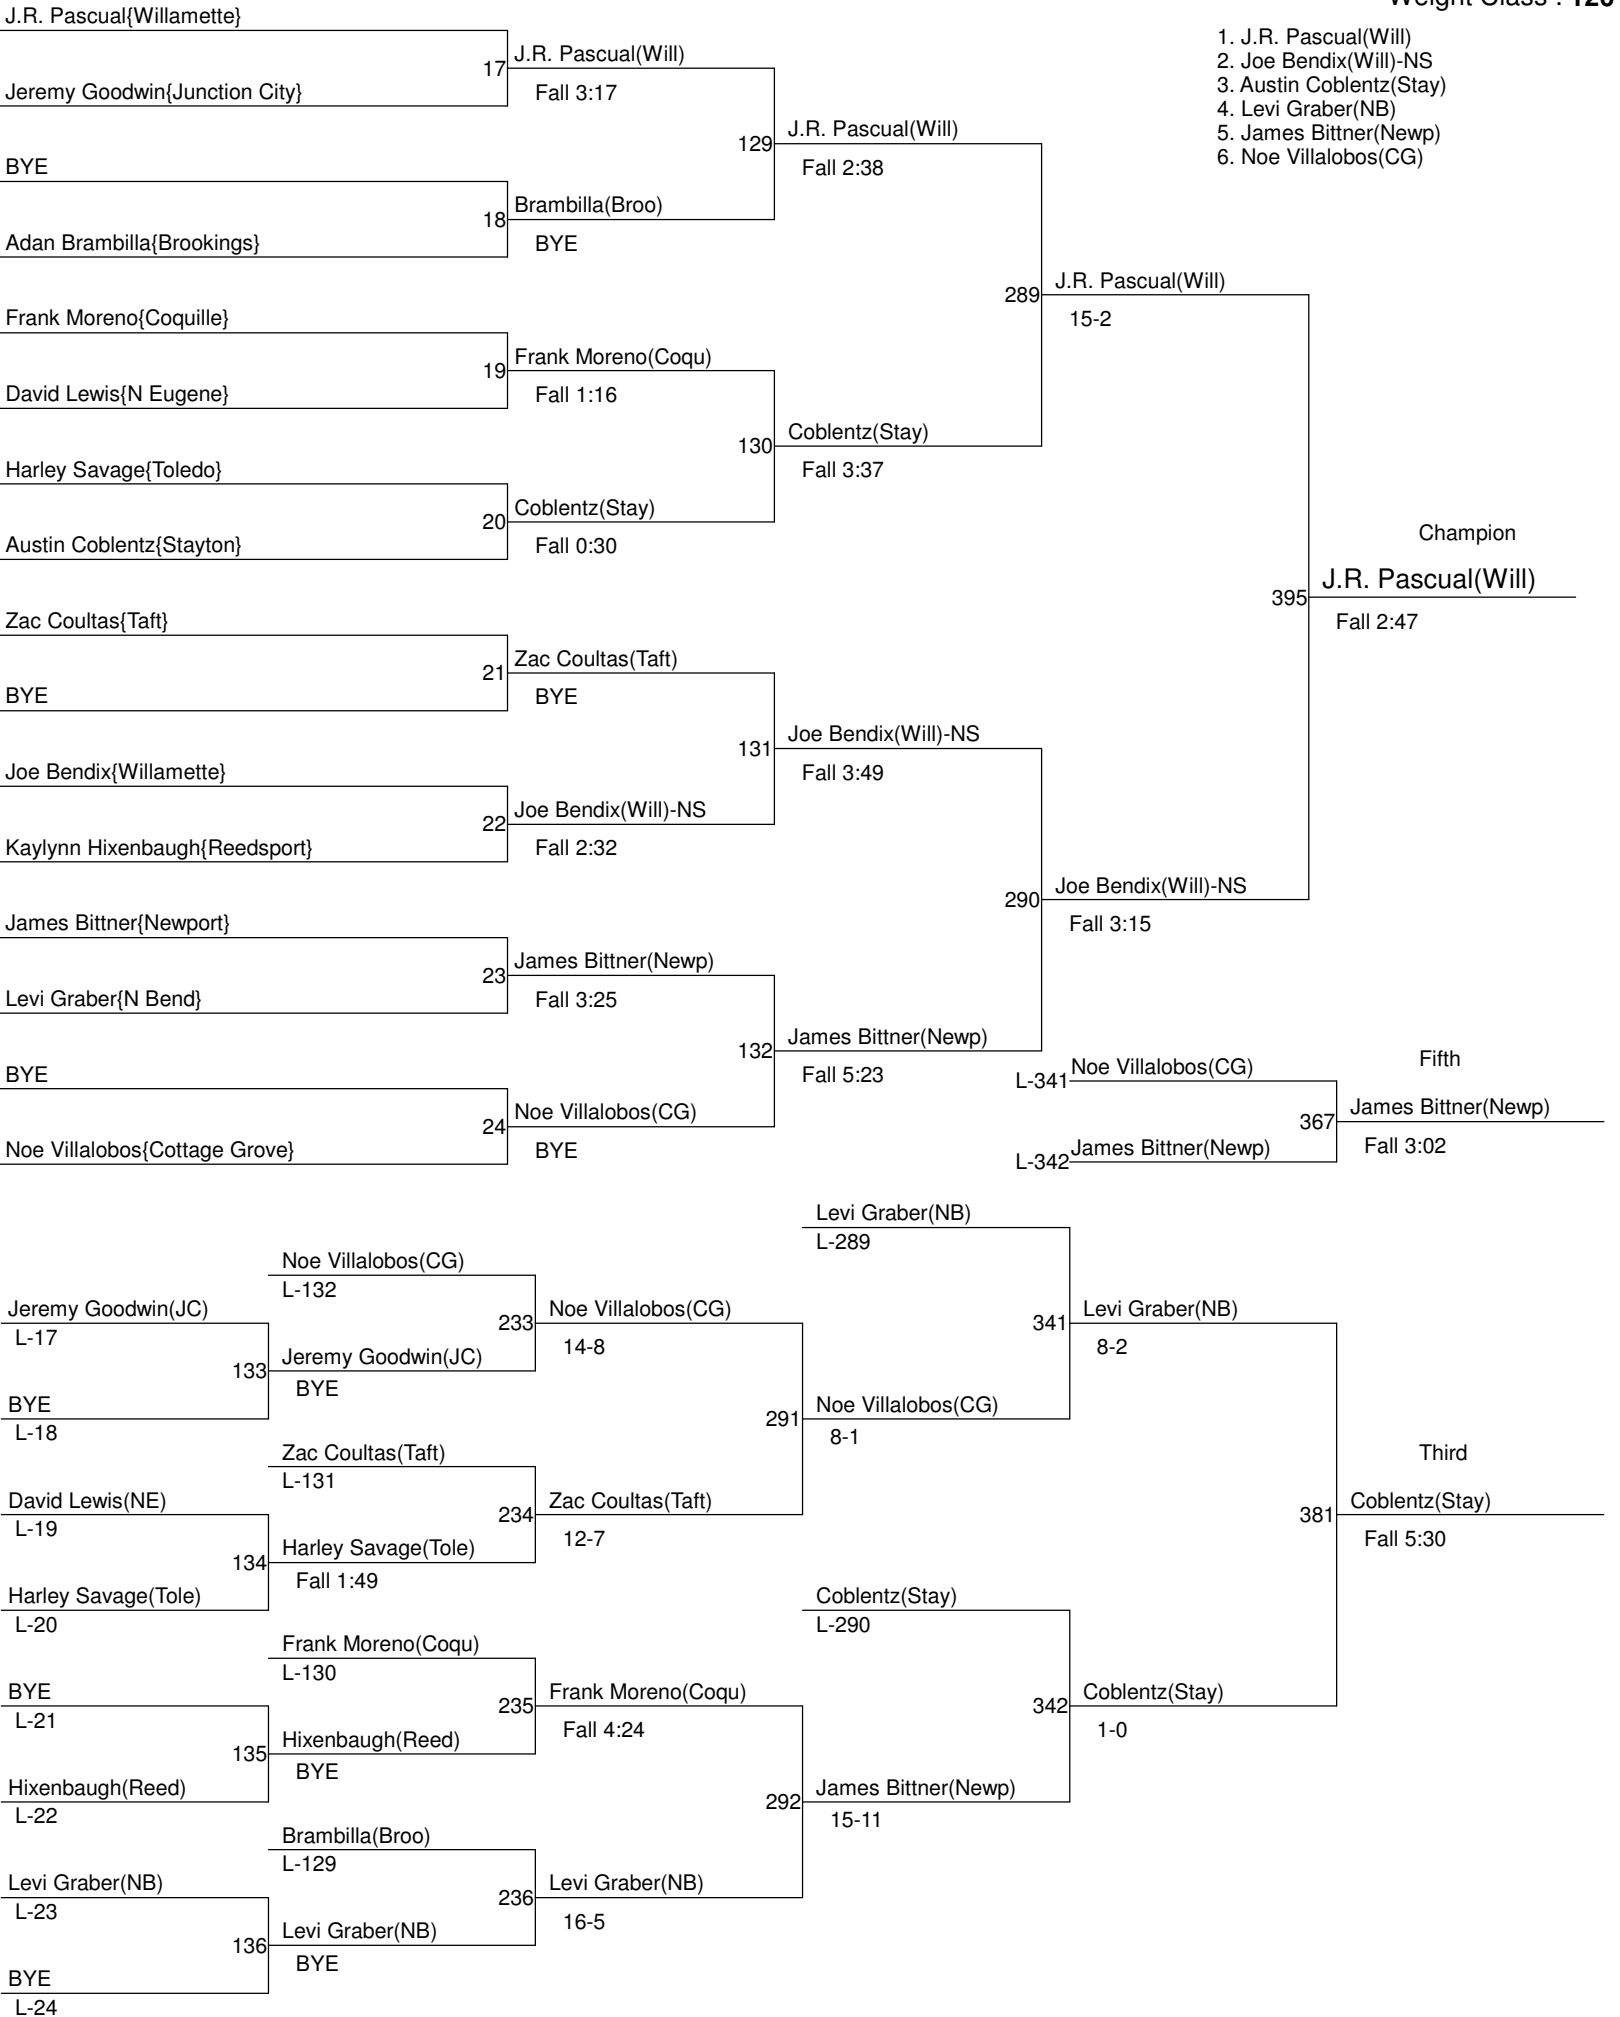 Weight Class :
1. J.R. Pascual(Will)
2. Joe Bendix(Will)-NS
3. Austin Coblentz(Stay)
4. Levi Graber(NB)
5. James Bittner(Newp)
6. Noe Villalobos(CG)
J.R. Pascual{Willamette}
17
J.R. Pascual(Will)
Fall 3:17
Jeremy Goodwin{Junction City}
129
J.R. Pascual(Will)
Fall 2:38
BYE
18
Brambilla(Broo)
BYE
Adan Brambilla{Brookings}
289
J.R. Pascual(Will)
15-2
Frank Moreno{Coquille}
19
Frank Moreno(Coqu)
Fall 1:16
David Lewis{N Eugene}
130
Coblentz(Stay)
Fall 3:37
Harley Savage{Toledo}
20
Coblentz(Stay)
Fall 0:30
Austin Coblentz{Stayton}
Champion
395
J.R. Pascual(Will)
Fall 2:47
Zac Coultas{Taft}
21
Zac Coultas(Taft)
BYE
BYE
131
Joe Bendix(Will)-NS
Fall 3:49
Joe Bendix{Willamette}
22
Joe Bendix(Will)-NS
Fall 2:32
Kaylynn Hixenbaugh{Reedsport}
290
Joe Bendix(Will)-NS
Fall 3:15
James Bittner{Newport}
23
James Bittner(Newp)
Fall 3:25
Levi Graber{N Bend}
132
James Bittner(Newp)
Fall 5:23
BYE
24
Noe Villalobos(CG)
BYE
Noe Villalobos{Cottage Grove}
Fifth
L-341
Noe Villalobos(CG)
367
James Bittner(Newp)
Fall 3:02
L-342
James Bittner(Newp)
Levi Graber(NB)
L-289
Noe Villalobos(CG)
L-132
Jeremy Goodwin(JC)
L-17
233
Noe Villalobos(CG)
14-8
341
Levi Graber(NB)
8-2
133
Jeremy Goodwin(JC)
BYE
BYE
L-18
291
Noe Villalobos(CG)
8-1
Zac Coultas(Taft)
L-131
Third
David Lewis(NE)
L-19
234
Zac Coultas(Taft)
12-7
381
Coblentz(Stay)
Fall 5:30
134
Harley Savage(Tole)
Fall 1:49
Harley Savage(Tole)
L-20
Coblentz(Stay)
L-290
Frank Moreno(Coqu)
L-130
BYE
L-21
235
Frank Moreno(Coqu)
Fall 4:24
342
Coblentz(Stay)
1-0
135
Hixenbaugh(Reed)
BYE
Hixenbaugh(Reed)
L-22
292
James Bittner(Newp)
15-11
Brambilla(Broo)
L-129
Levi Graber(NB)
L-23
236
Levi Graber(NB)
16-5
136
Levi Graber(NB)
BYE
BYE
L-24